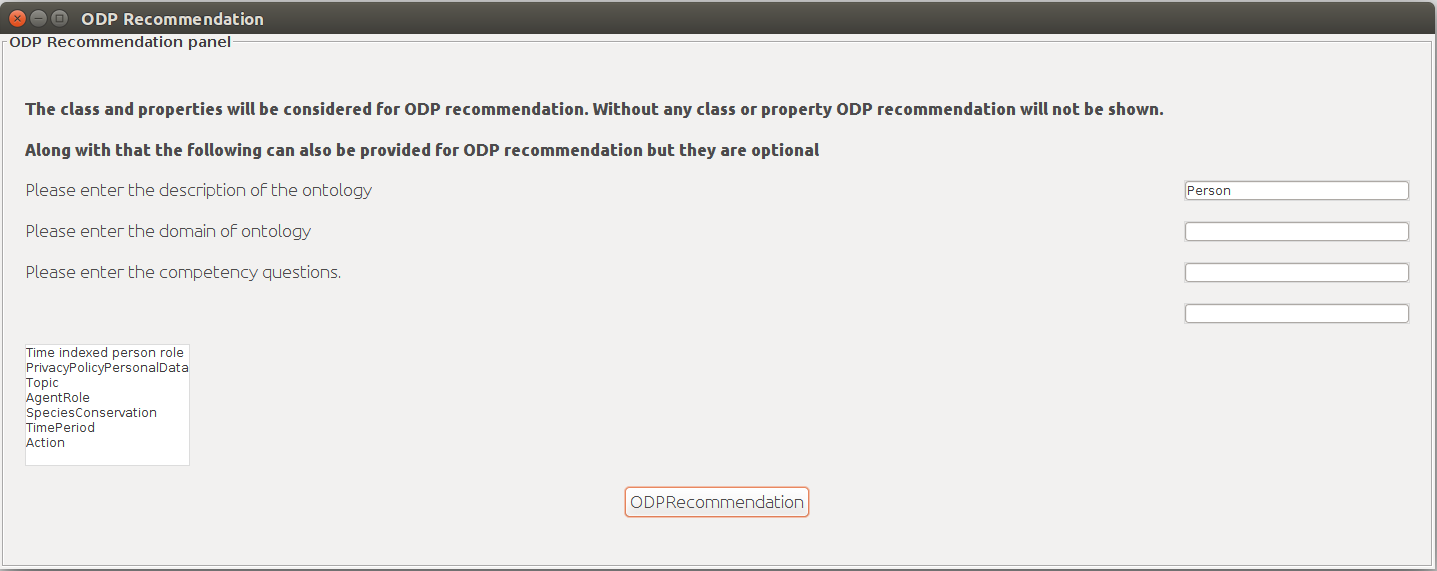 ODP Recommendation
ODP Recommendation panel
The class and properties will be considered for ODP recommendation. Without any class or property ODP recommendation will not be shown.
Along with that the following can also be provided for ODP recommendation but they are optional
Please enter the description of the ontology
Person
Please enter the domain of ontology
Please enter the competency questions.
Time indexed person role
PrivacyPolicyPersonalData
Topic
AgentRole
SpeciesConservation
TimePeriod
Action
ODPRecommendation